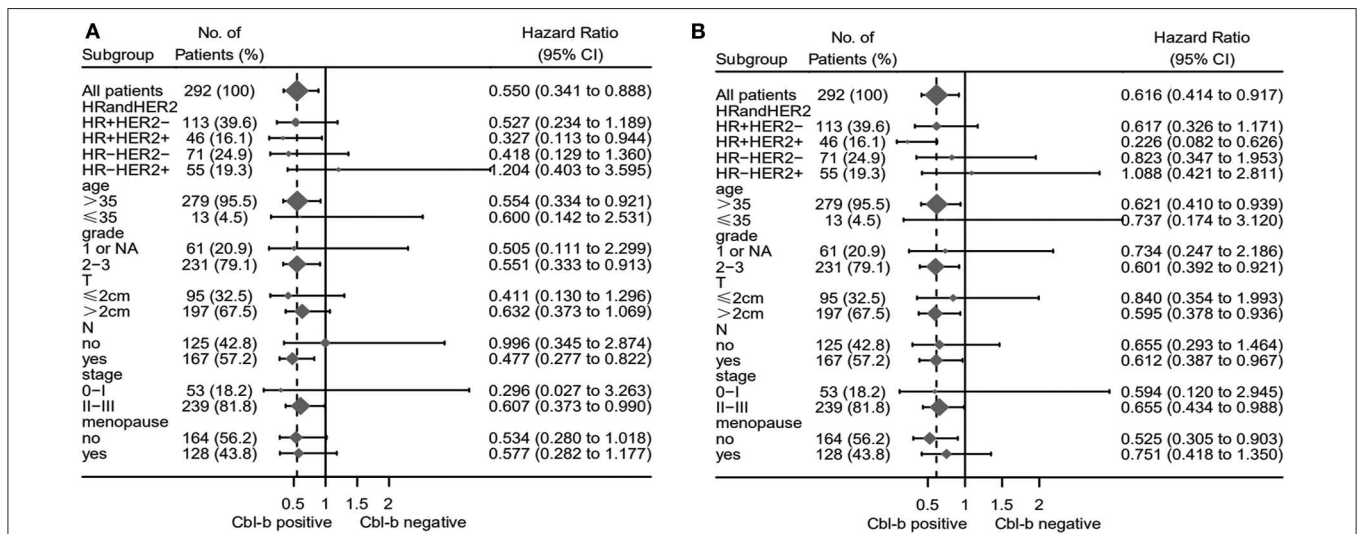 A
No. of Hazard Ratio
Subgroup Patients (%) (95% CI)
All patients 292 (100) 0.550 (0.341 to 0.888)
HRandHER2
HR+HER2− 113 (39.6) 0.527 (0.234 to 1.189)
HR+HER2+ 46 (16.1) 0.327 (0.113 to 0.944)
HR−HER2− 71 (24.9) 0.418 (0.129 to 1.360)
HR−HER2+ 55 (19.3) 1.204 (0.403 to 3.595)
age
>35 279 (95.5) 0.554 (0.334 to 0.921)
≤35 13 (4.5) 0.600 (0.142 to 2.531)
grade
1 or NA 61 (20.9) 0.505 (0.111 to 2.299)
2−3 231 (79.1) 0.551 (0.333 to 0.913)
T
≤2cm 95 (32.5) 0.411 (0.130 to 1.296)
>2cm 197 (67.5) 0.632 (0.373 to 1.069)
N
no 125 (42.8) 0.996 (0.345 to 2.874)
yes 167 (57.2) 0.477 (0.277 to 0.822)
stage
0−I 53 (18.2) 0.296 (0.027 to 3.263)
II−III 239 (81.8) 0.607 (0.373 to 0.990)
menopause
no 164 (56.2) 0.534 (0.280 to 1.018)
yes 128 (43.8) 0.577 (0.282 to 1.177)
0.5 1 1.5 2
Cbl-b positive Cbl-b negative
B
No. of Hazard Ratio
Subgroup Patients (%) (95% CI)
All patients 292 (100) 0.616 (0.414 to 0.917)
HRandHER2
HR+HER2− 113 (39.6) 0.617 (0.326 to 1.171)
HR+HER2+ 46 (16.1) 0.226 (0.082 to 0.626)
HR−HER2− 71 (24.9) 0.823 (0.347 to 1.953)
HR−HER2+ 55 (19.3) 1.088 (0.421 to 2.811)
age
>35 279 (95.5) 0.621 (0.410 to 0.939)
≤35 13 (4.5) 0.737 (0.174 to 3.120)
grade
1 or NA 61 (20.9) 0.734 (0.247 to 2.186)
2−3 231 (79.1) 0.601 (0.392 to 0.921)
T
≤2cm 95 (32.5) 0.840 (0.354 to 1.993)
>2cm 197 (67.5) 0.595 (0.378 to 0.936)
N
no 125 (42.8) 0.655 (0.293 to 1.464)
yes 167 (57.2) 0.612 (0.387 to 0.967)
stage
0−I 53 (18.2) 0.594 (0.120 to 2.945)
II−III 239 (81.8) 0.655 (0.434 to 0.988)
menopause
no 164 (56.2) 0.525 (0.305 to 0.903)
yes 128 (43.8) 0.751 (0.418 to 1.350)
0.5 1 1.5 2
Cbl-b positive Cbl-b negative